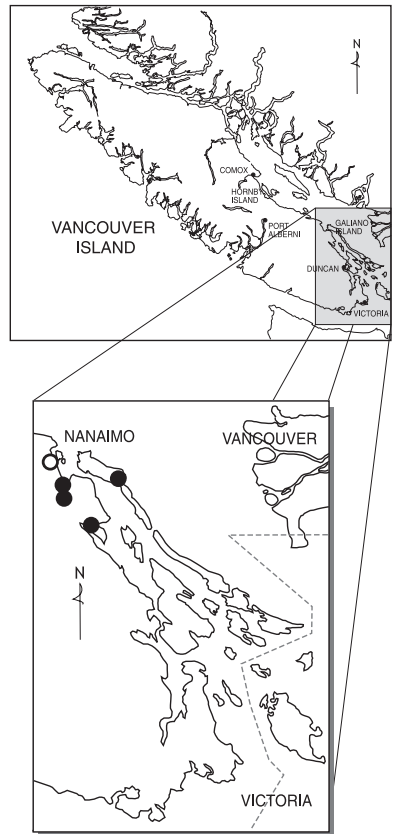 N
COMOX
HORNBY
ISLAND
VANCOUVER
ISLAND
PORT
ALBERNI
GALIANO
ISLAND
DUNCAN
VICTORIA
NANAIMO
VANCOUVER
N
VICTORIA